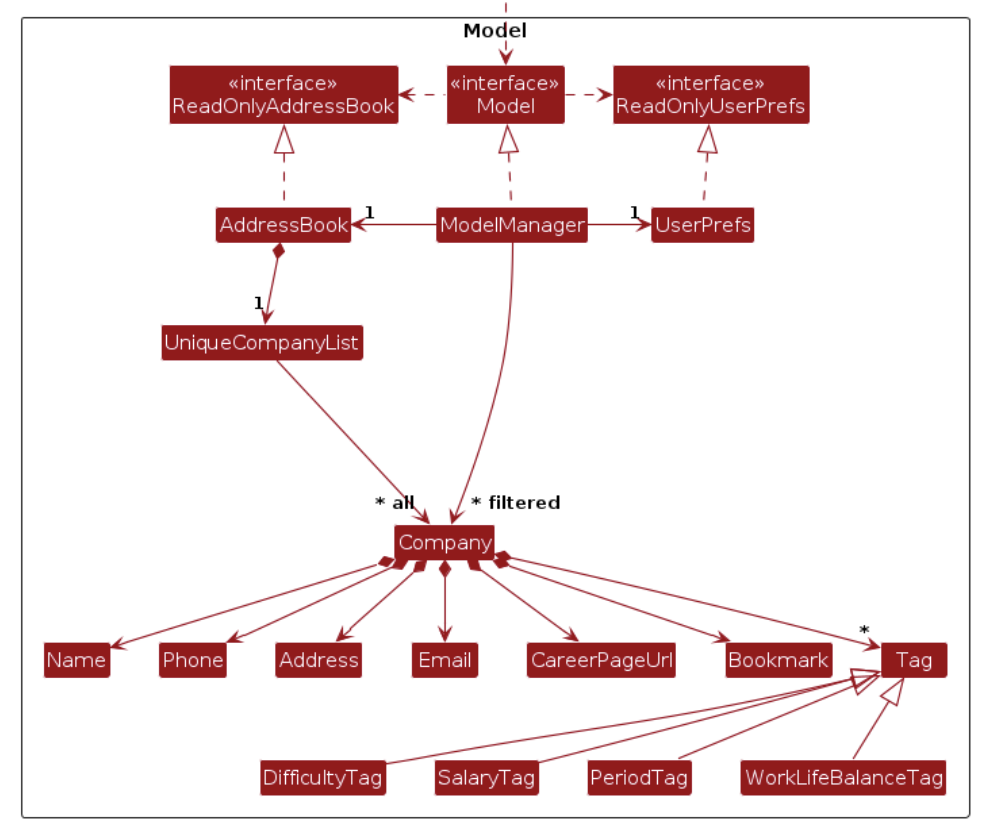 Model
«interface»
ReadOnlyAddressBook
«interface»
Model
«interface»
ReadOnlyUserPrefs
AddressBook
1
ModelManager
1
UserPrefs
1
UniqueCompanyList
* all
* filtered
Company
*
Name
Phone
Address
Email
CareerPageUrl
Bookmark
Tag
DifficultyTag
SalaryTag
PeriodTag
WorkLifeBalanceTag